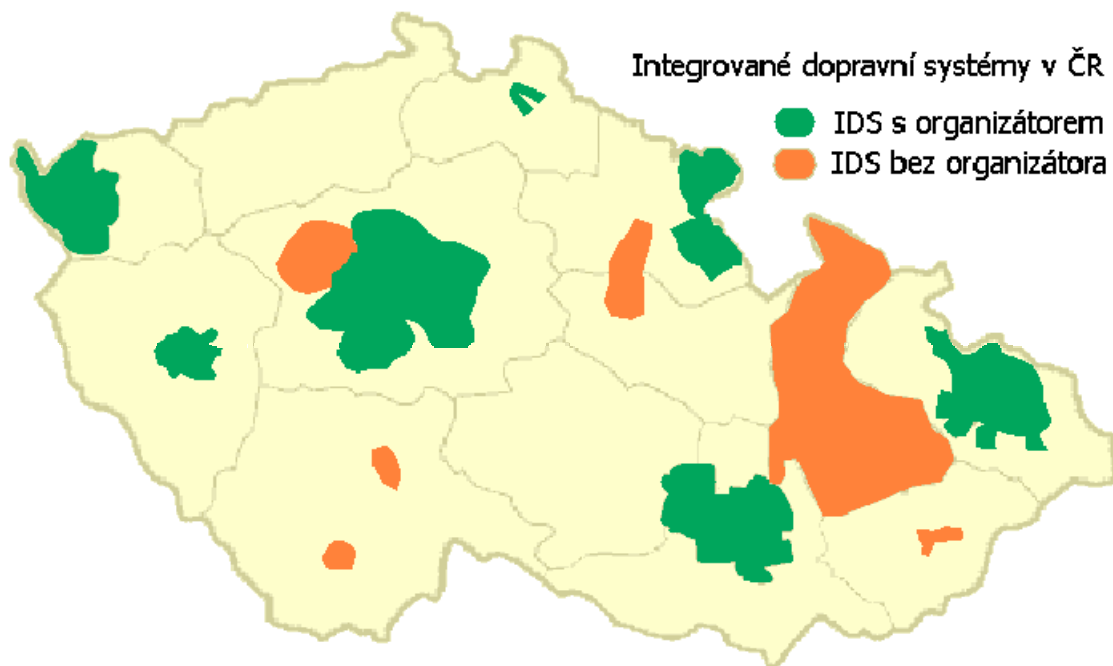 Integrované dopravní systémy v ČR
IDS s organizátorem
IDS bez organizátora